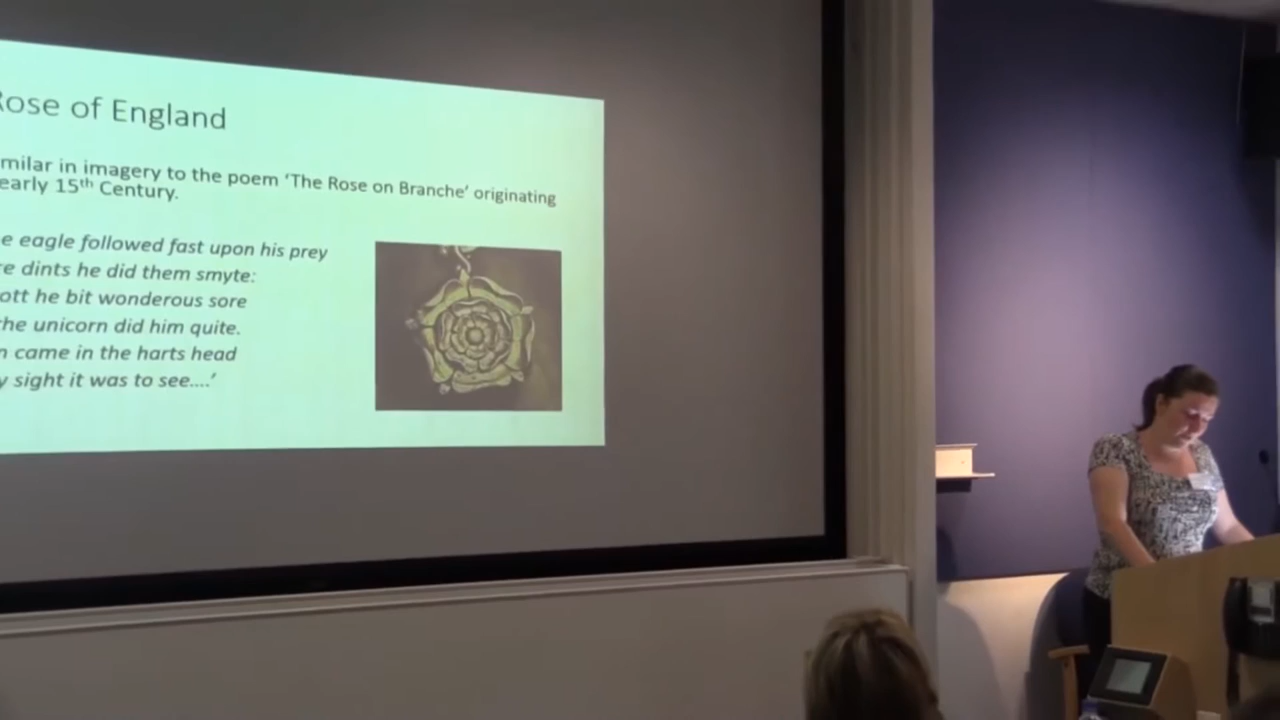 Rose of England
milar in imagery to the poem ‘The Rose on Branche’ originating
early 15th Century.
e eagle followed fast upon his prey
re dints he did them smyte:
ott he bit wonderous sore
the unicorn did him quite.
n came in the harts head
y sight it was to see....’